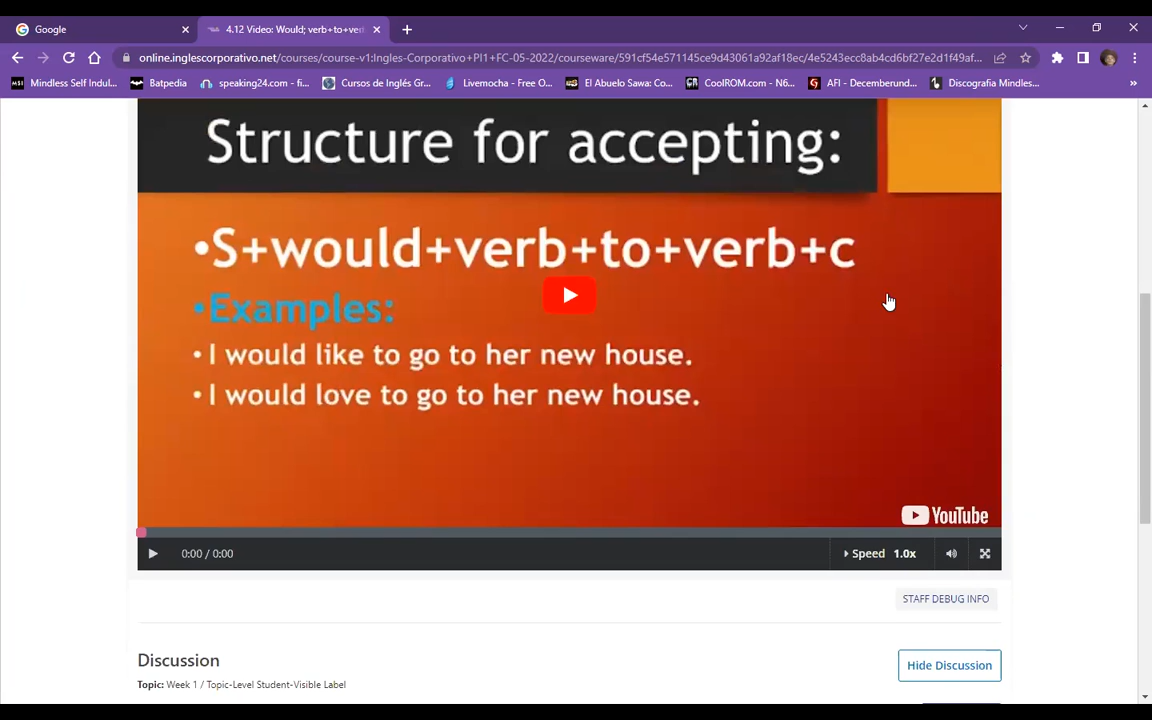 Google
4.12 Video: Would; verb+to+ve
online.inglescorporativo.net/courses/course-v1:Ingles-Corporativo+PI1+FC-05-2022/courseware/591cf54e571145ce9d43061a92af18ec/4e5243ecc8ab4cd6bf27e2d1f49af...
MSI Mindless Self Indul... Batpedia speaking24.com - fi... Cursos de Inglés Gr... Livemocha - Free O... El Abuelo Sawa: Co... CoolROM.com - N6... AFI - Decemberund... Discografia Mindles... »
Structure for accepting:
•S+would+verb+to+verb+c
•Examples:
• I would like to go to her new house.
• I would love to go to her new house.
YouTube
0:00 / 0:00 Speed 1.0x
STAFF DEBUG INFO
Discussion
Hide Discussion
Topic: Week 1 / Topic-Level Student-Visible Label